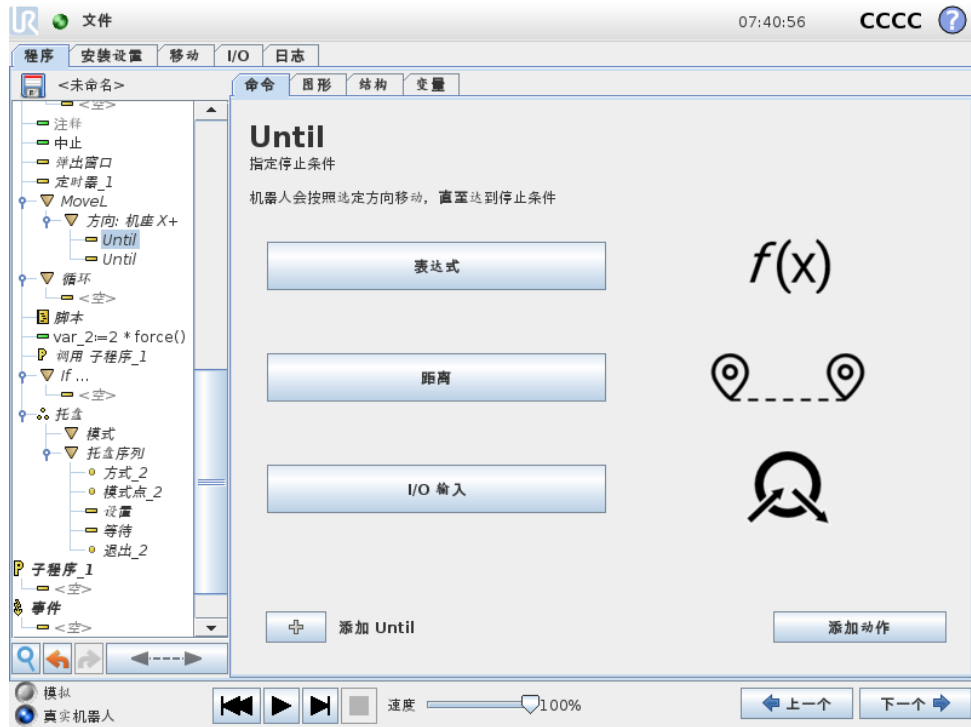 UR 文件 07:40:56 CCCC ?
程序 安装设置 移动 I/O 日志
<未命名>
命令 图形 结构 变量
<空>
注释
中止
弹出窗口
定时器_1
MoveL
方向: 机座 X+
Until
Until
循环
<空>
脚本
var_2:=2 * force()
调用 子程序_1
If ...
<空>
托盘
模式
托盘序列
方式_2
模式点_2
设置
等待
退出_2
子程序_1
<空>
事件
<空>
Until
指定停止条件
机器人会按照选定方向移动，直至达到停止条件
表达式
f(x)
距离
I/O 输入
添加 Until
添加动作
模拟
真实机器人
速度 100%
上一个 下一个